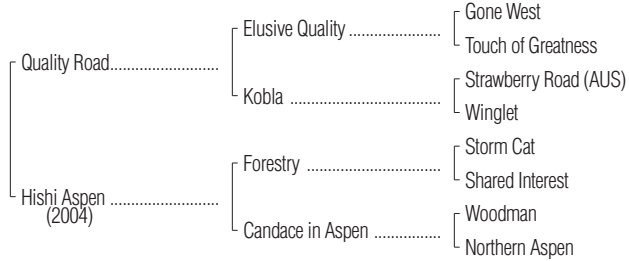 Gone West
Elusive Quality ....................
Touch of Greatness
Quality Road........................
Strawberry Road (AUS)
Kobla .................................
Winglet
Storm Cat
Forestry .............................
Shared Interest
Hishi Aspen ........................
(2004)
Woodman
Candace in Aspen ...............
Northern Aspen